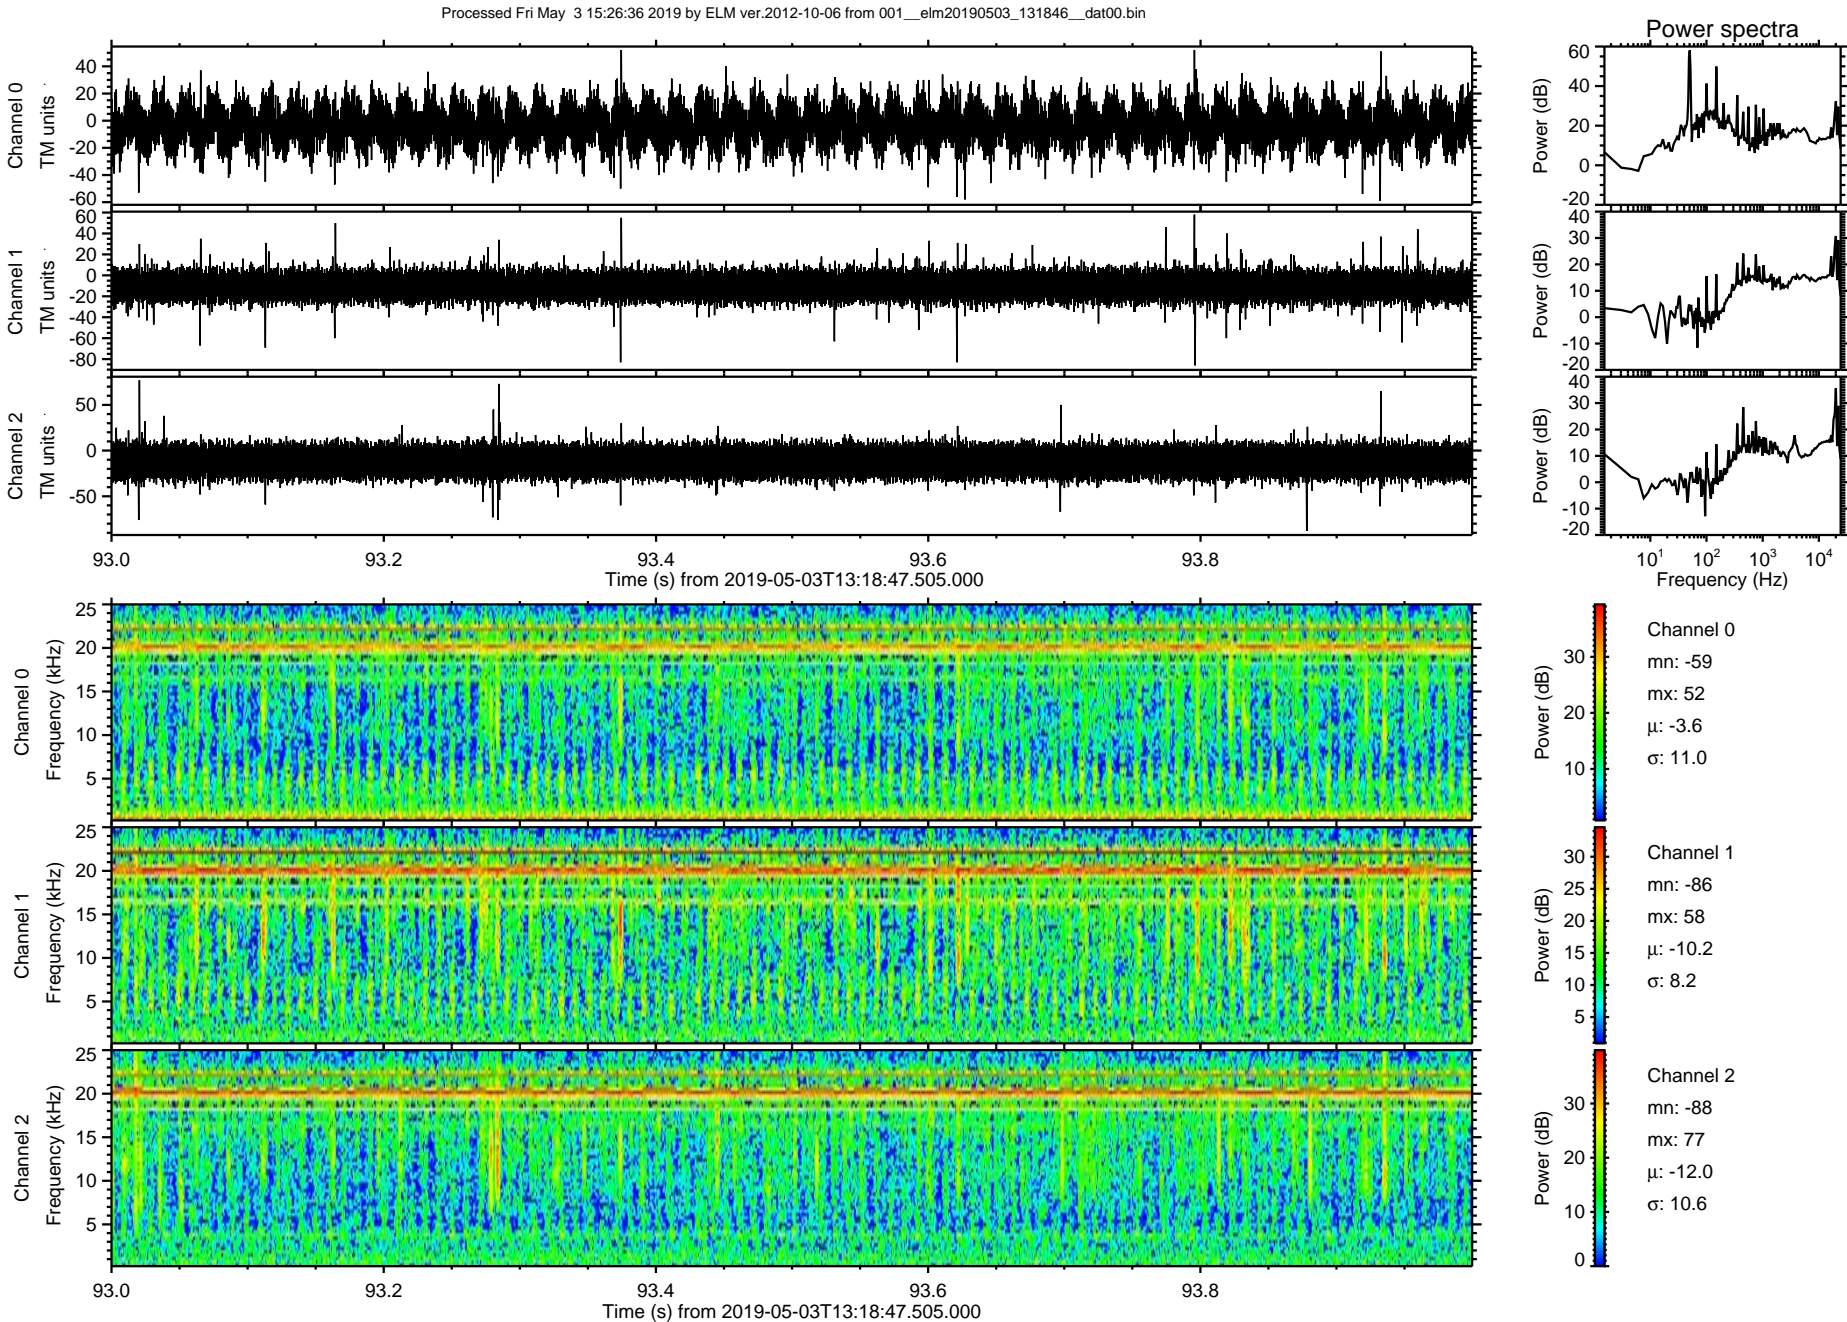 Processed Fri May  3 15:26:36 2019 by ELM ver.2012-10-06 from 001__elm20190503_131846__dat00.bin
Power spectra
Channel 0
TM units
40
20
0
-20
-40
-60
Power (dB)
60
40
20
0
-20
Channel 1
TM units
60
40
20
0
-20
-40
-60
-80
Power (dB)
40
30
20
10
0
-10
-20
Channel 2
TM units
50
0
-50
Power (dB)
40
30
20
10
0
-10
-20
93.0 93.2 93.4 93.6 93.8
Time (s) from 2019-05-03T13:18:47.505.000
10^1 10^2 10^3 10^4
Frequency (Hz)
Channel 0
Frequency (kHz)
25
20
15
10
5
Power (dB)
30
20
10
Channel 0
mn: -59
mx: 52
μ: -3.6
σ: 11.0
Channel 1
Frequency (kHz)
25
20
15
10
5
Power (dB)
30
25
20
15
10
5
Channel 1
mn: -86
mx: 58
μ: -10.2
σ: 8.2
Channel 2
Frequency (kHz)
25
20
15
10
5
Power (dB)
30
20
10
0
Channel 2
mn: -88
mx: 77
μ: -12.0
σ: 10.6
93.0 93.2 93.4 93.6 93.8
Time (s) from 2019-05-03T13:18:47.505.000